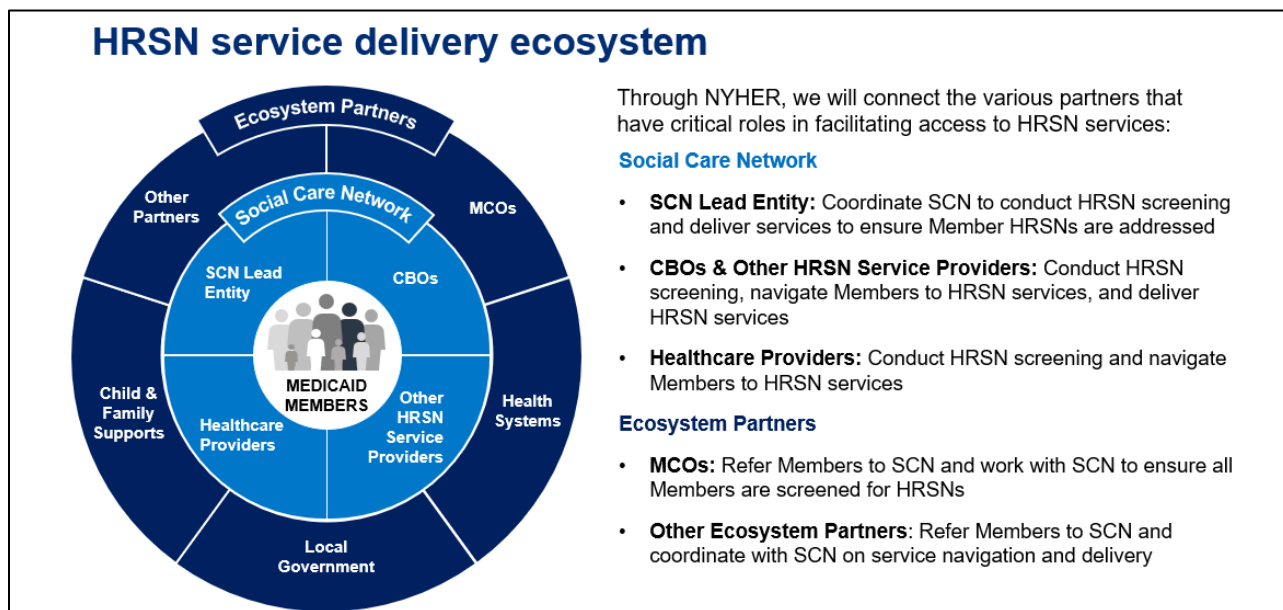 HRSN service delivery ecosystem
Ecosystem Partners
Other
Partners
MCOs
Social Care Network
SCN Lead
Entity
CBOs
MEDICAID
MEMBERS
Child &
Family
Supports
Healthcare
Providers
Other
HRSN
Service
Providers
Health
Systems
Local
Government
Through NYHER, we will connect the various partners that
have critical roles in facilitating access to HRSN services:
Social Care Network
• SCN Lead Entity: Coordinate SCN to conduct HRSN screening
and deliver services to ensure Member HRSNs are addressed
• CBOs & Other HRSN Service Providers: Conduct HRSN
screening, navigate Members to HRSN services, and deliver
HRSN services
• Healthcare Providers: Conduct HRSN screening and navigate
Members to HRSN services
Ecosystem Partners
• MCOs: Refer Members to SCN and work with SCN to ensure all
Members are screened for HRSNs
• Other Ecosystem Partners: Refer Members to SCN and
coordinate with SCN on service navigation and delivery